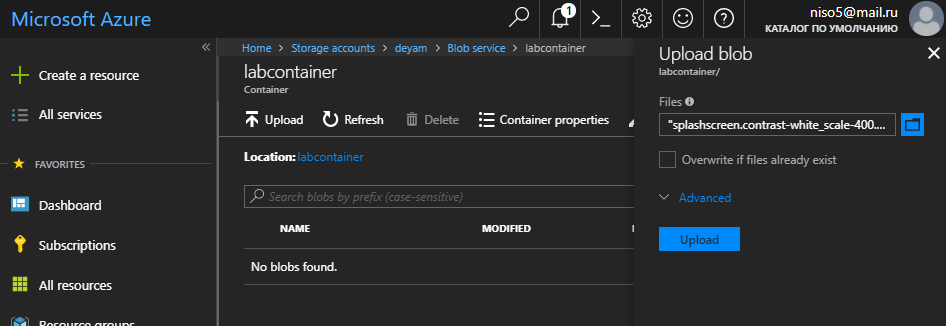 Microsoft Azure
1
niso5@mail.ru
КАТАЛОГ ПО УМОЛЧАНИЮ
Create a resource
All services
FAVORITES
Dashboard
Subscriptions
All resources
Resource groups
Home > Storage accounts > deyam > Blob service > labcontainer
labcontainer
Container
Upload Refresh Delete Container properties
Location: labcontainer
Search blobs by prefix (case-sensitive)
NAME MODIFIED
No blobs found.
Upload blob
labcontainer/
Files
"splashscreen.contrast-white_scale-400....
Overwrite if files already exist
Advanced
Upload